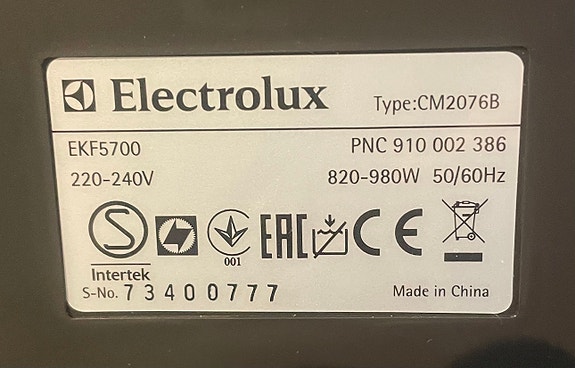 Electrolux Type:CM2076B
EKF5700 PNC 910 002 386
220-240V 820-980W 50/60Hz
S 001 EAC CE
Intertek
S-No. 73400777 Made in China